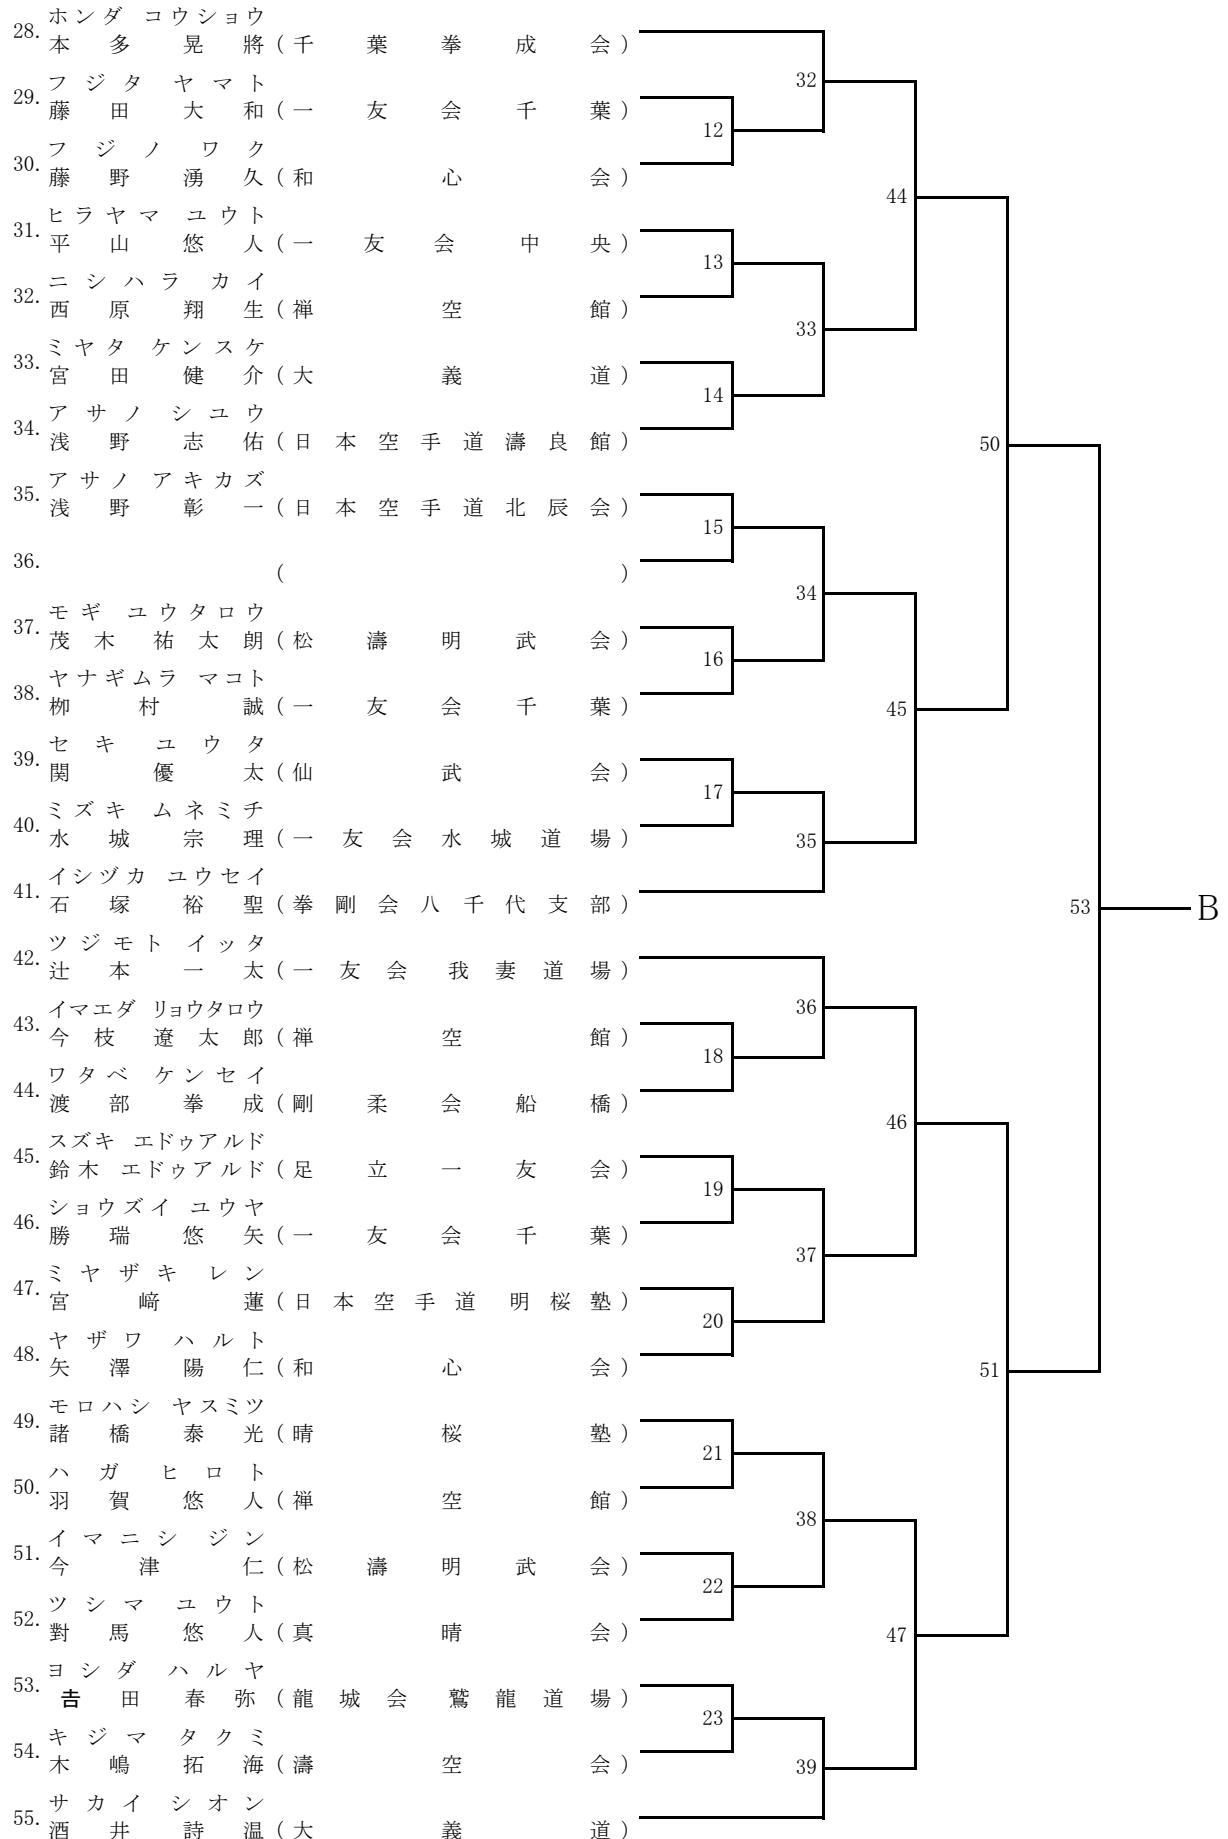 ホンダ コウショウ
28. 本多晃將(千葉拳成会)
フジタ ヤマト
29. 藤田大和(一友会千葉)
フジノ ワク
30. 藤野湧久(和心会)
ヒラヤマ ユウト
31. 平山悠人(一友会中央)
ニシハラ カイ
32. 西原翔生(禅空館)
ミヤタ ケンスケ
33. 宮田健介(大義道)
アサノ シユウ
34. 浅野志佑(日本空手道濤良館)
アサノ アキカズ
35. 浅野彰一(日本空手道北辰会)
36. ( )
モギ ユウタロウ
37. 茂木祐太朗(松濤明武会)
ヤナギムラ マコト
38. 栁村誠(一友会千葉)
セキ ユウタ
39. 関優太(仙武会)
ミズキ ムネミチ
40. 水城宗理(一友会水城道場)
イシヅカ ユウセイ
41. 石塚裕聖(拳剛会八千代支部)
ツジモト イッタ
42. 辻本一太(一友会 我妻道場)
イマエダ リョウタロウ
43. 今枝遼太郎(禅空館)
ワタベ ケンセイ
44. 渡部拳成(剛柔会船橋)
スズキ エドゥアルド
45. 鈴木 エドゥアルド(足立一友会)
ショウズイ ユウヤ
46. 勝瑞悠矢(一友会千葉)
ミヤザキ レン
47. 宮﨑蓮(日本空手道 明桜塾)
ヤザワ ハルト
48. 矢澤陽仁(和心会)
モロハシ ヤスミツ
49. 諸橋泰光(晴桜塾)
ハガ ヒロト
50. 羽賀悠人(禅空館)
イマニシ ジン
51. 今津仁(松濤明武会)
ツシマ ユウト
52. 對馬悠人(真晴会)
ヨシダ ハルヤ
53. 𠮷田春弥(龍城会 鷲龍道場)
キジマ タクミ
54. 木嶋拓海(濤空会)
サカイ シオン
55. 酒井詩温(大義道)
12
13
14
15
16
17
18
19
20
21
22
23
32
33
34
35
36
37
38
39
44
45
46
47
50
51
53
B